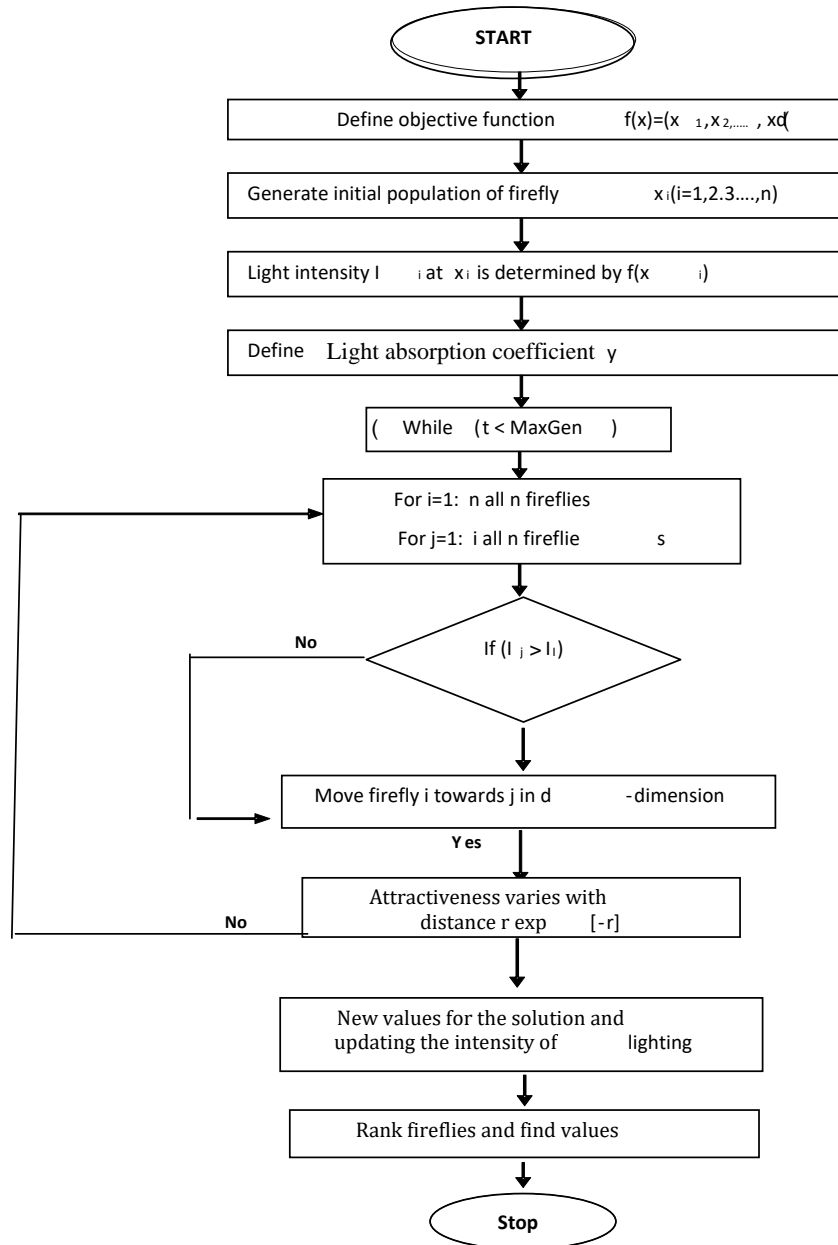 START
Define objective function f(x)=(x 1,x 2,..... , xd(
Generate initial population of firefly x i(i=1,2.3....,n)
Light intensity I i at x i is determined by f(x i)
Define Light absorption coefficient y
( While (t < MaxGen )
For i=1: n all n fireflies
For j=1: i all n fireflie s
If (I j > I l)
No
Move firefly i towards j in d -dimension
Y es
Attractiveness varies with
distance r exp [-r]
No
New values for the solution and
updating the intensity of lighting
Rank fireflies and find values
Stop